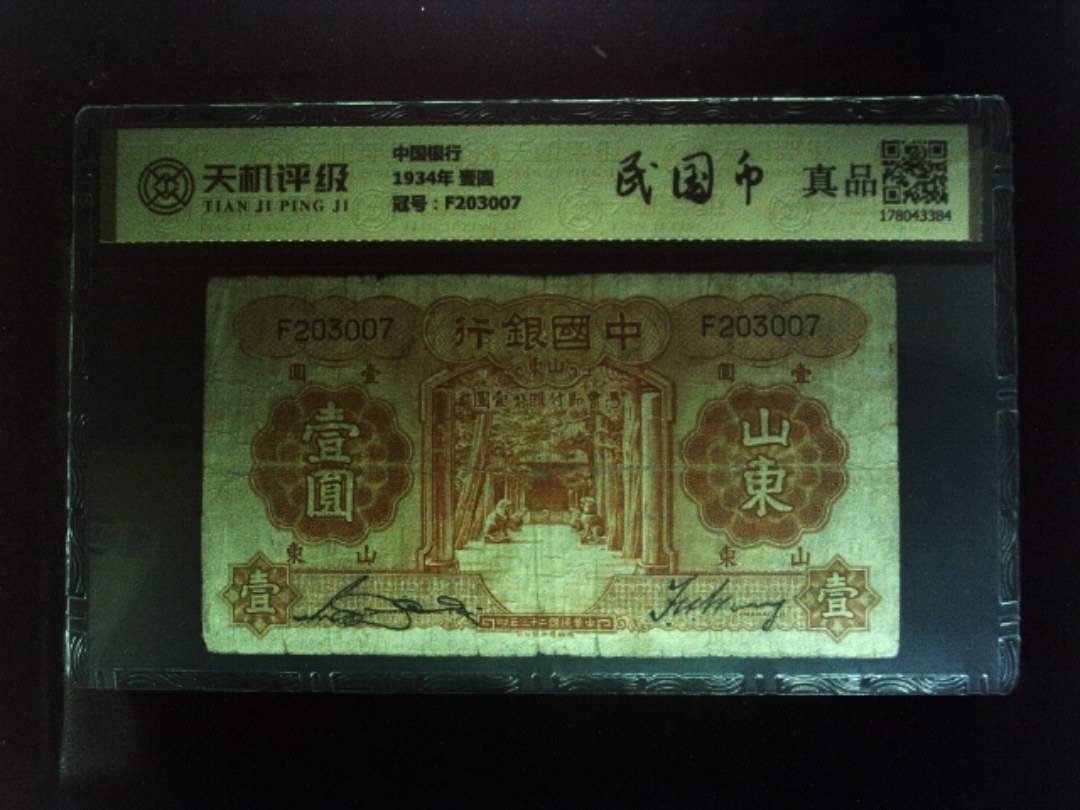 天机评级
TIAN JI PING JI
中国银行
1934年 壹圆
冠号：F203007
民国币
真品
178043384
F203007
行銀國中
F203007
東山
圓 壹
圓 壹
壹圓
山東
東 山
東 山
壹
壹